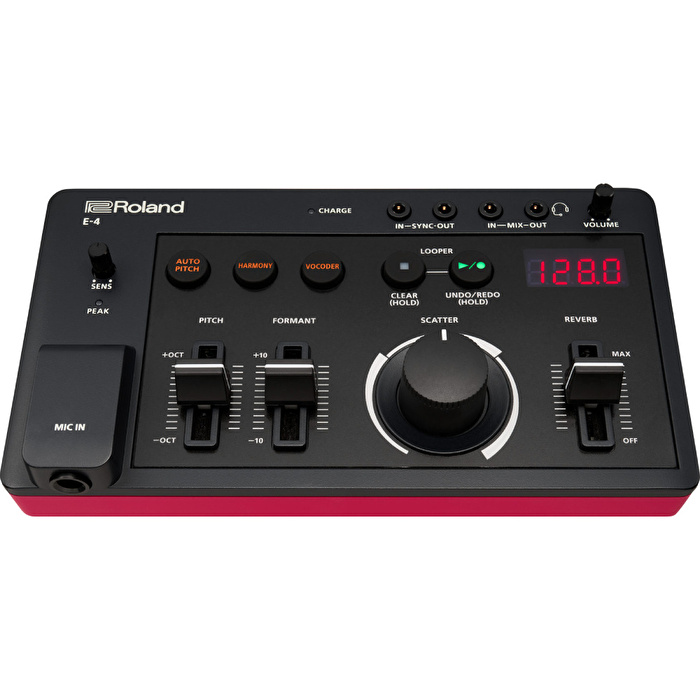 Roland
E-4
CHARGE
IN—SYNC-OUT
IN—MIX-OUT
VOLUME
SENS
PEAK
AUTO
PITCH
HARMONY
VOCODER
LOOPER
CLEAR
(HOLD)
UNDO/REDO
(HOLD)
128.0
PITCH
FORMANT
SCATTER
REVERB
+OCT
−OCT
+10
−10
MAX
OFF
MIC IN